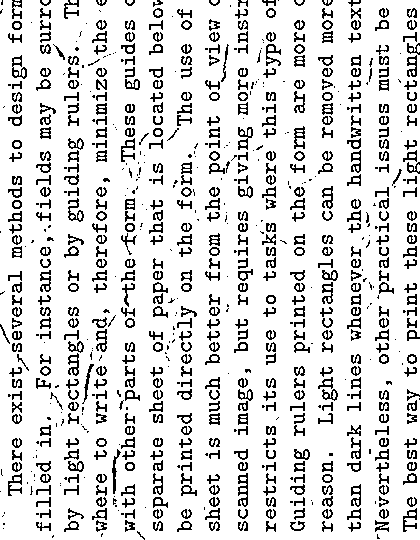 There exist several methods to design form
filled in. For instance, fields may be surro
by light rectangles or by guiding rulers. Th
where to write and, therefore, minimize the e
with other parts of the form. These guides c
separate sheet of paper that is located below
be printed directly on the form. The use of
sheet is much better from the point of view o
scanned image, but requires giving more instr
restricts its use to tasks where this type of
Guiding rulers printed on the form are more c
reason. Light rectangles can be removed more
than dark lines whenever the handwritten text
Nevertheless, other practical issues must be
The best way to print these light rectangles